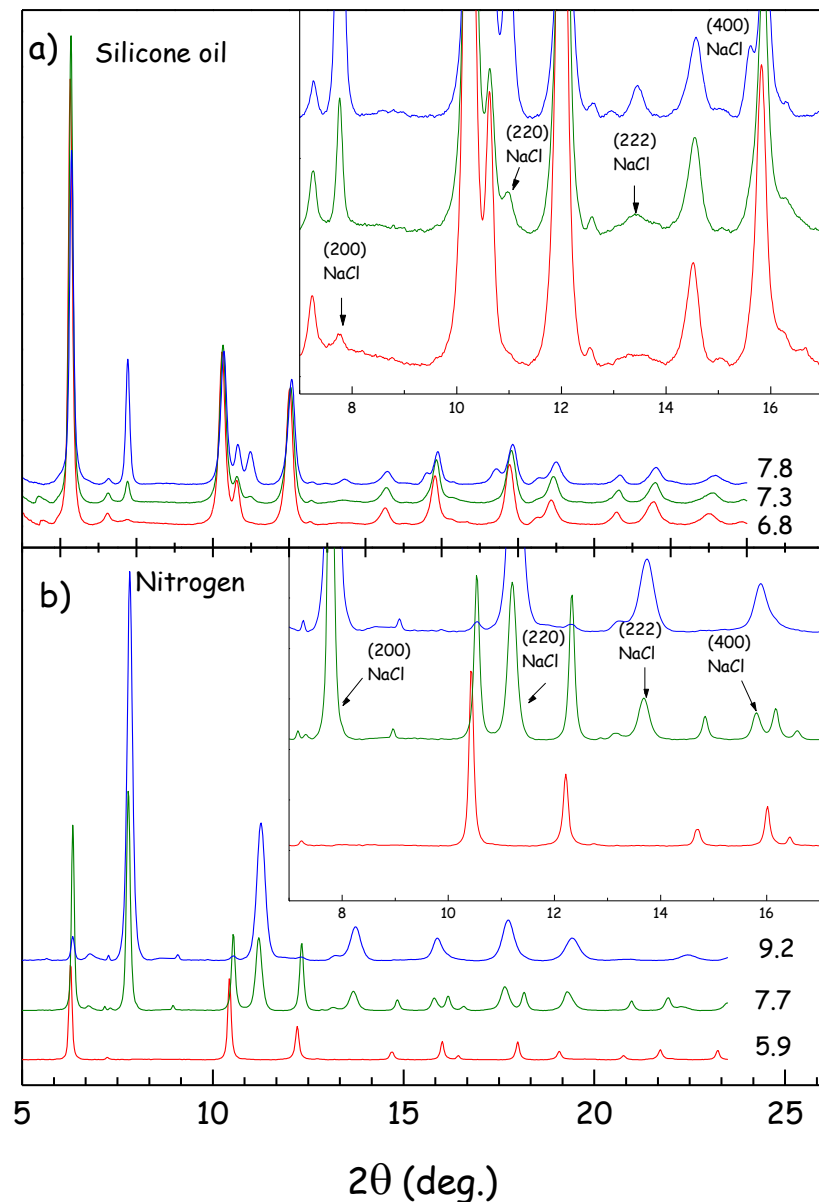 a) Silicone oil
(400)
NaCl
(220)
NaCl
(222)
NaCl
(200)
NaCl
8 10 12 14 16
7.8
7.3
6.8
b) Nitrogen
(200)
NaCl
(220)
NaCl
(222)
NaCl
(400)
NaCl
8 10 12 14 16
9.2
7.7
5.9
5 10 15 20 25
2θ (deg.)